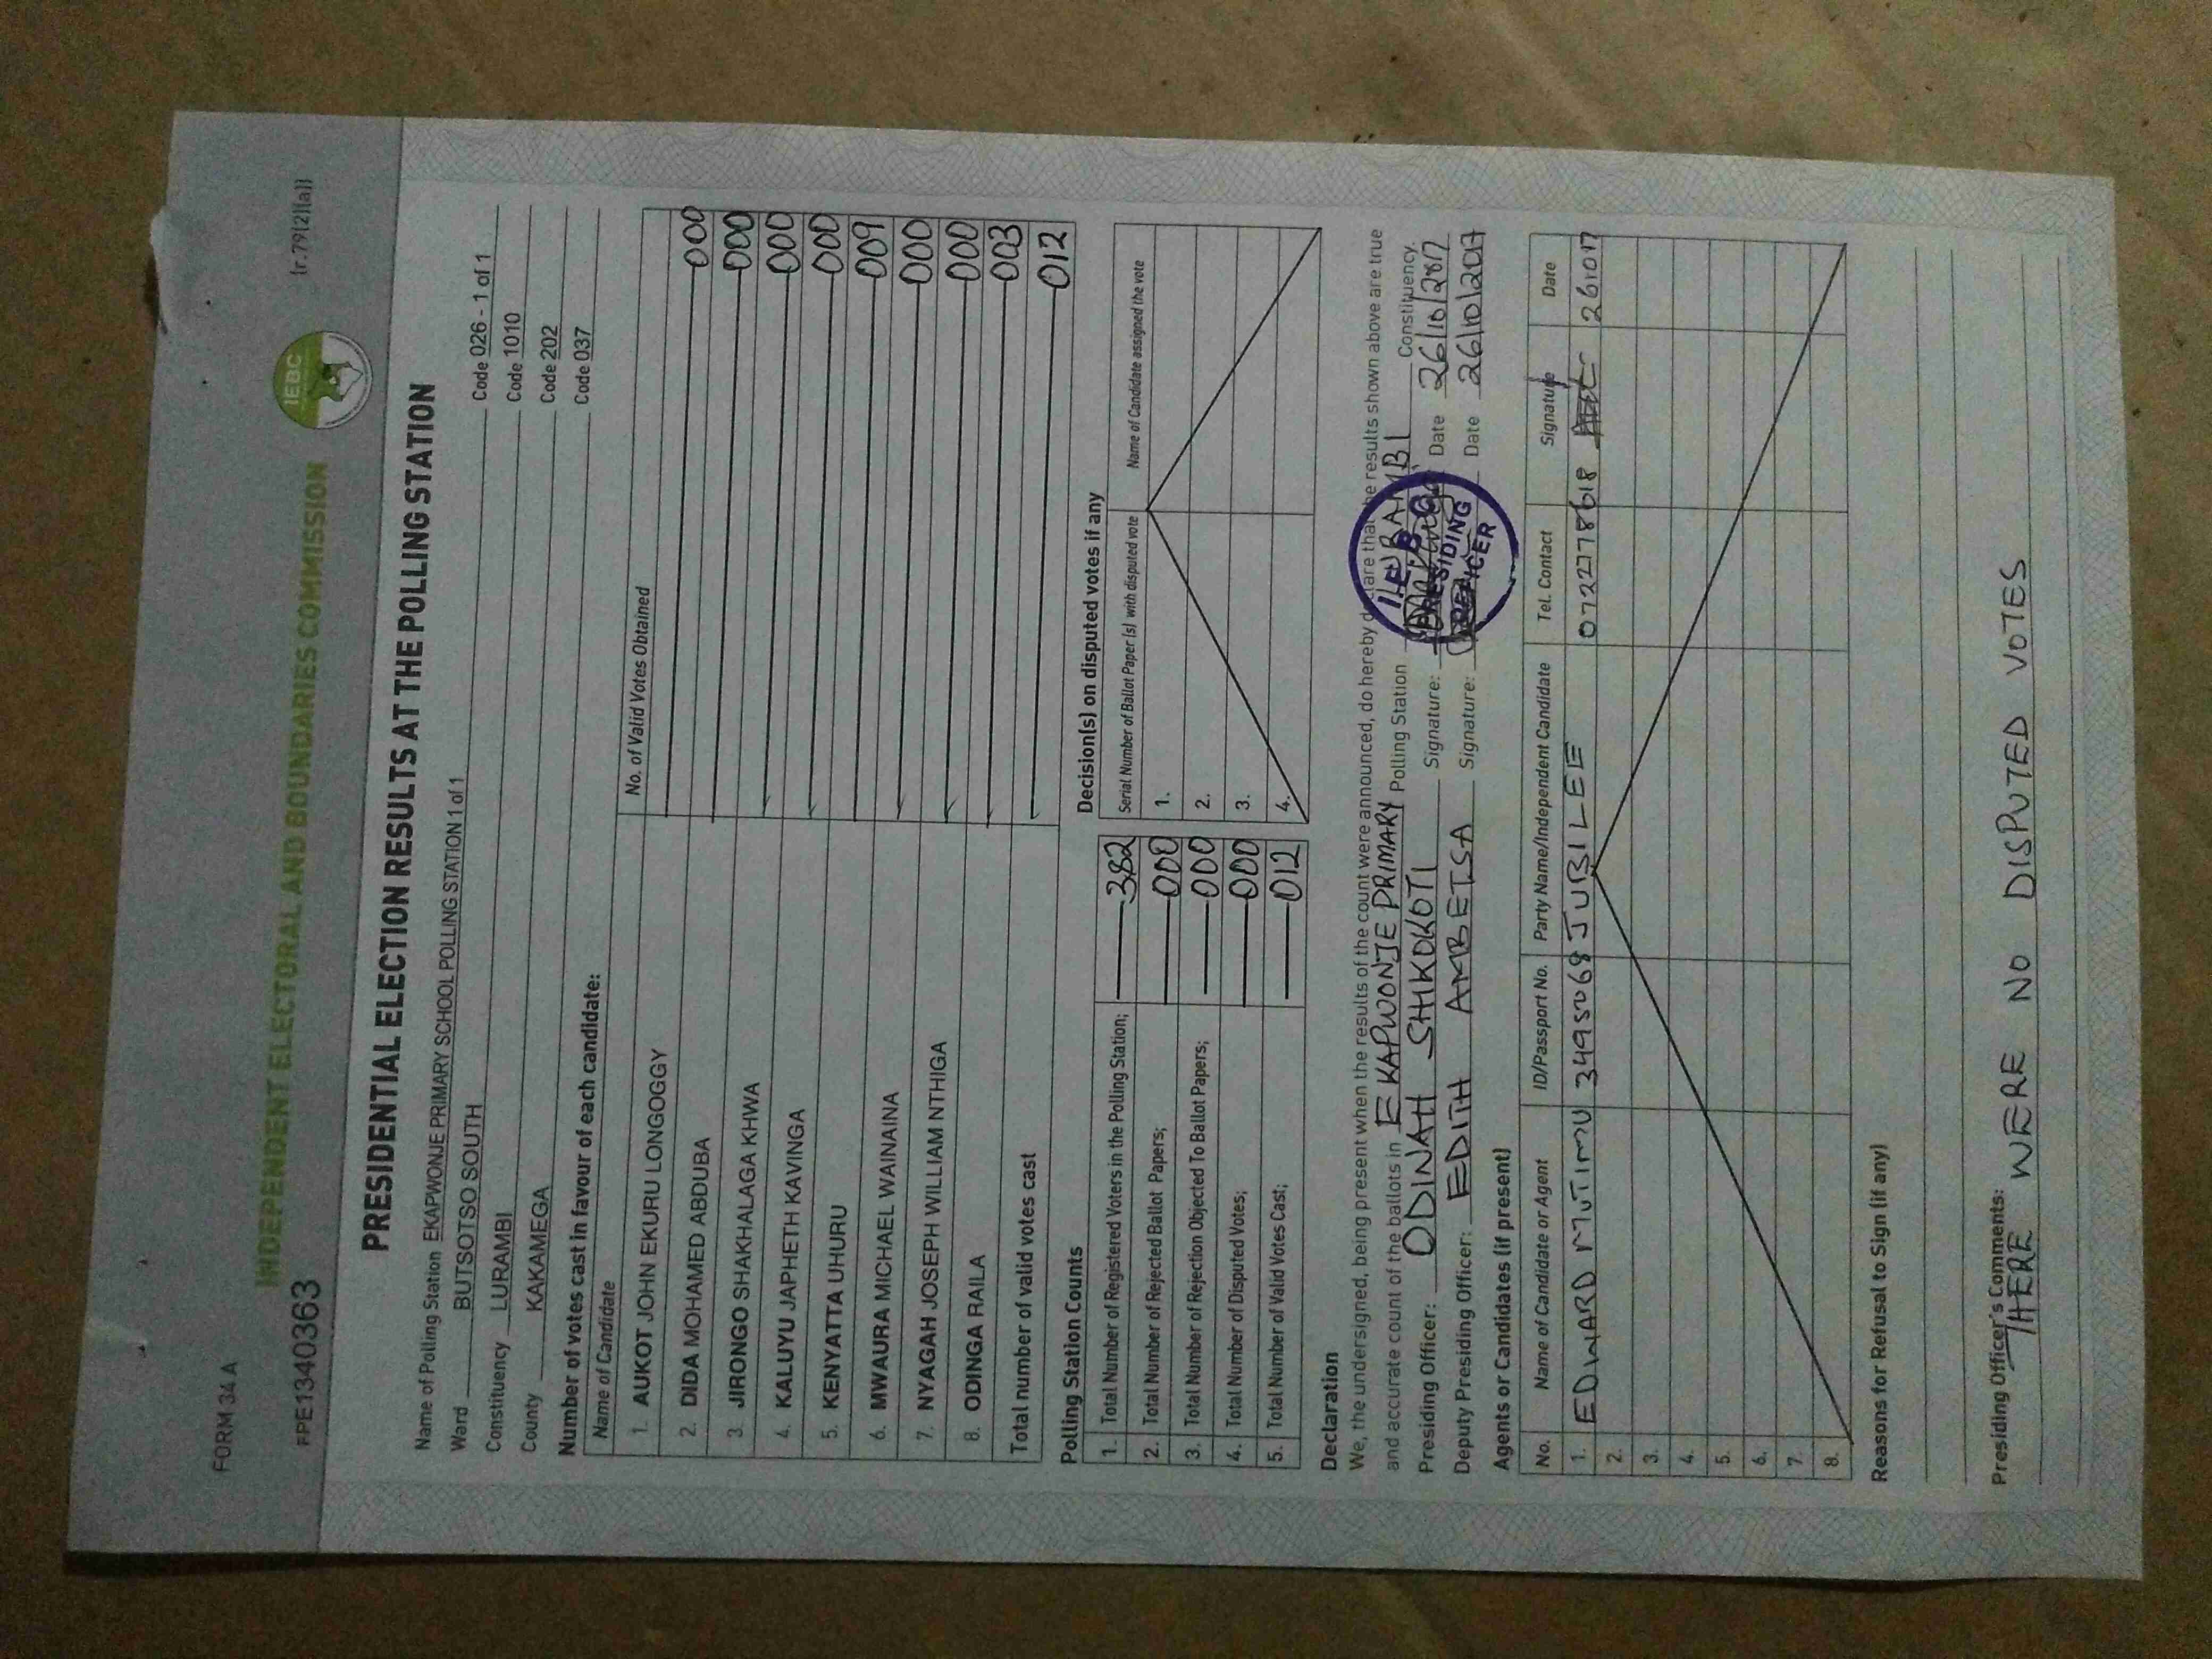 FORM 34 A
INDEPENDENT ELECTORAL AND BOUNDARIES COMMISSION
IEBC
(r.79(2)(a))
FPE1340363
PRESIDENTIAL ELECTION RESULTS AT THE POLLING STATION
Name of Polling Station EKAPWONJE PRIMARY SCHOOL POLLING STATION 1 of 1 Code 026 - 1 of 1
Ward BUTSOTSO SOUTH Code 1010
Constituency LURAMBI Code 202
County KAKAMEGA Code 037
Number of votes cast in favour of each candidate:
Name of Candidate No. of Valid Votes Obtained
1. AUKOT JOHN EKURU LONGOGGY 000
2. DIDA MOHAMED ABDUBA 000
3. JIRONGO SHAKHALAGA KHWA 000
4. KALUYU JAPHETH KAVINGA 000
5. KENYATTA UHURU 009
6. MWAURA MICHAEL WAINAINA 000
7. NYAGAH JOSEPH WILLIAM NTHIGA 000
8. ODINGA RAILA 003
Total number of valid votes cast 012
Polling Station Counts
1. Total Number of Registered Voters in the Polling Station; 382
2. Total Number of Rejected Ballot Papers; 000
3. Total Number of Rejection Objected To Ballot Papers; 000
4. Total Number of Disputed Votes; 000
5. Total Number of Valid Votes Cast; 012
Decision(s) on disputed votes if any
Serial Number of Ballot Paper (s) with disputed vote Name of Candidate assigned the vote
1.
2.
3.
4.
Declaration
We, the undersigned, being present when the results of the count were announced, do hereby declare that the results shown above are true
and accurate count of the ballots in EKAPWONJE PRIMARY Polling Station LURAMBI Constituency.
Presiding Officer: ODINAH SHIKOKOTI Signature: Date 26/10/2017
Deputy Presiding Officer: EDITH AMBETSA Signature: Date 26/10/2017
I.E.B.C.
PRESIDING
OFFICER
Agents or Candidates (if present)
No. Name of Candidate or Agent ID/Passport No. Party Name/Independent Candidate Tel. Contact Signature Date
1. EDWARD MUTIMU 3495068 JUBILEE 0722778618 261017
2.
3.
4.
5.
6.
7.
8.
Reasons for Refusal to Sign (if any)
Presiding Officer's Comments:
THERE WERE NO DISPUTED VOTES